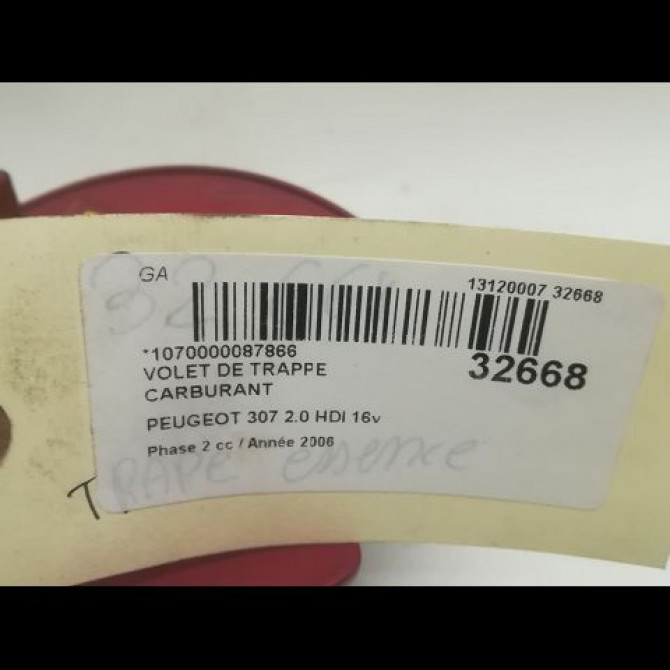 GA
13120007 32668
*1070000087866
32668
VOLET DE TRAPPE
CARBURANT
PEUGEOT 307 2.0 HDI 16v
Phase 2 cc / Année 2006
TRAPE essence